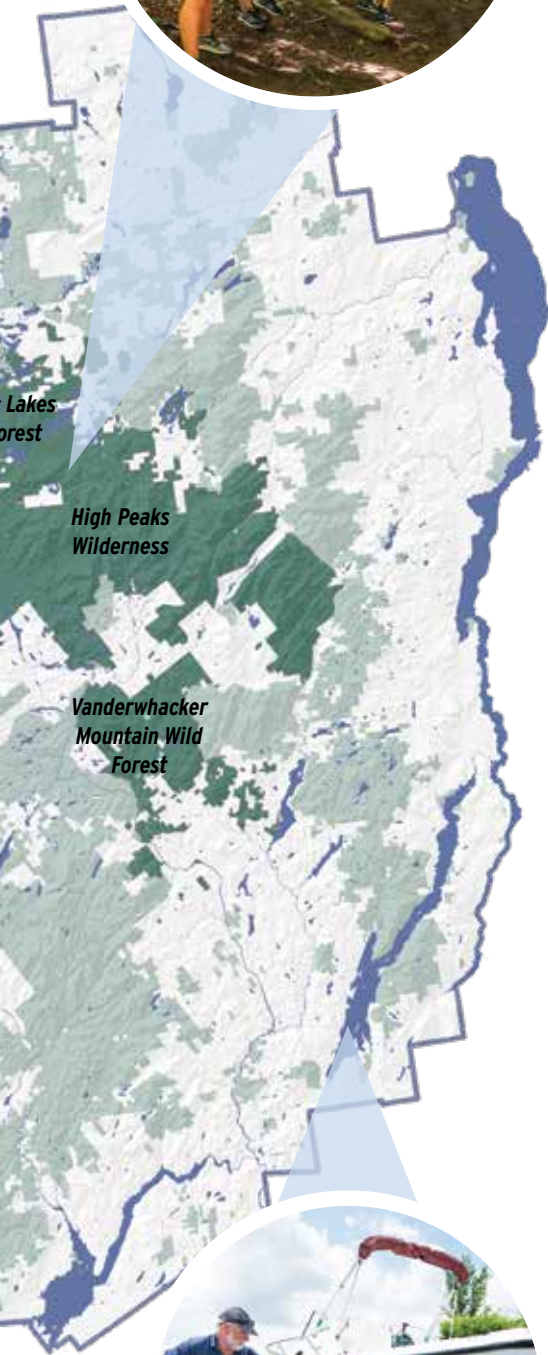 Lakes
orest
High Peaks
Wilderness
Vanderwhacker
Mountain Wild
Forest